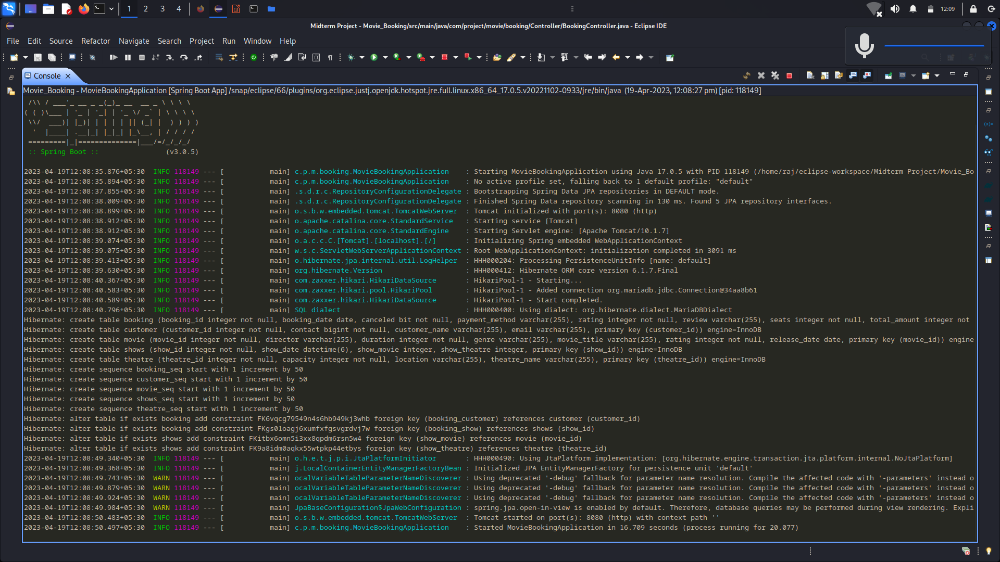 1 2 3 4 12:09
Midterm Project - Movie_Booking/src/main/java/com/project/movie/booking/Controller/BookingController.java - Eclipse IDE
File Edit Source Refactor Navigate Search Project Run Window Help
Console
Movie_Booking - MovieBookingApplication [Spring Boot App] /snap/eclipse/66/plugins/org.eclipse.justj.openjdk.hotspot.jre.full.linux.x86_64_17.0.5.v20221102-0933/jre/bin/java (19-Apr-2023, 12:08:27 pm) [pid: 118149]
 /\\ / ___'_ __ _ _(_)_ __  __ _ \ \ \ \
( ( )\___ | '_ | '_| | '_ \/ _` | \ \ \ \
 \\/  ___)| |_)| | | | | || (_| |  ) ) ) )
  '  |____| .__|_| |_|_| |_\__, | / / / /
 =========|_|==============|___/=/_/_/_/
 :: Spring Boot ::                (v3.0.5)
2023-04-19T12:08:35.876+05:30  INFO 118149 --- [           main] c.p.m.booking.MovieBookingApplication    : Starting MovieBookingApplication using Java 17.0.5 with PID 118149 (/home/raj/eclipse-workspace/Midterm Project/Movie_Bo
2023-04-19T12:08:35.894+05:30  INFO 118149 --- [           main] c.p.m.booking.MovieBookingApplication    : No active profile set, falling back to 1 default profile: "default"
2023-04-19T12:08:37.855+05:30  INFO 118149 --- [           main] .s.d.r.c.RepositoryConfigurationDelegate : Bootstrapping Spring Data JPA repositories in DEFAULT mode.
2023-04-19T12:08:38.009+05:30  INFO 118149 --- [           main] .s.d.r.c.RepositoryConfigurationDelegate : Finished Spring Data repository scanning in 130 ms. Found 5 JPA repository interfaces.
2023-04-19T12:08:38.899+05:30  INFO 118149 --- [           main] o.s.b.w.embedded.tomcat.TomcatWebServer  : Tomcat initialized with port(s): 8080 (http)
2023-04-19T12:08:38.912+05:30  INFO 118149 --- [           main] o.apache.catalina.core.StandardService   : Starting service [Tomcat]
2023-04-19T12:08:38.912+05:30  INFO 118149 --- [           main] o.apache.catalina.core.StandardEngine    : Starting Servlet engine: [Apache Tomcat/10.1.7]
2023-04-19T12:08:39.074+05:30  INFO 118149 --- [           main] o.a.c.c.C.[Tomcat].[localhost].[/]       : Initializing Spring embedded WebApplicationContext
2023-04-19T12:08:39.075+05:30  INFO 118149 --- [           main] w.s.c.ServletWebServerApplicationContext : Root WebApplicationContext: initialization completed in 3091 ms
2023-04-19T12:08:39.413+05:30  INFO 118149 --- [           main] o.hibernate.jpa.internal.util.LogHelper  : HHH000204: Processing PersistenceUnitInfo [name: default]
2023-04-19T12:08:39.630+05:30  INFO 118149 --- [           main] org.hibernate.Version                    : HHH000412: Hibernate ORM core version 6.1.7.Final
2023-04-19T12:08:40.367+05:30  INFO 118149 --- [           main] com.zaxxer.hikari.HikariDataSource       : HikariPool-1 - Starting...
2023-04-19T12:08:40.583+05:30  INFO 118149 --- [           main] com.zaxxer.hikari.pool.HikariPool        : HikariPool-1 - Added connection org.mariadb.jdbc.Connection@34aa8b61
2023-04-19T12:08:40.589+05:30  INFO 118149 --- [           main] com.zaxxer.hikari.HikariDataSource       : HikariPool-1 - Start completed.
2023-04-19T12:08:40.796+05:30  INFO 118149 --- [           main] SQL dialect                              : HHH000400: Using dialect: org.hibernate.dialect.MariaDBDialect
Hibernate: create table booking (booking_id integer not null, booking_date date, canceled bit not null, payment_method varchar(255), rating integer not null, review varchar(255), seats integer not null, total_amount integer not
Hibernate: create table customer (customer_id integer not null, contact bigint not null, customer_name varchar(255), email varchar(255), primary key (customer_id)) engine=InnoDB
Hibernate: create table movie (movie_id integer not null, director varchar(255), duration integer not null, genre varchar(255), movie_title varchar(255), rating integer not null, release_date date, primary key (movie_id)) engine
Hibernate: create table shows (show_id integer not null, show_date datetime(6), show_movie integer, show_theatre integer, primary key (show_id)) engine=InnoDB
Hibernate: create table theatre (theatre_id integer not null, capacity integer not null, location varchar(255), theatre_name varchar(255), primary key (theatre_id)) engine=InnoDB
Hibernate: create sequence booking_seq start with 1 increment by 50
Hibernate: create sequence customer_seq start with 1 increment by 50
Hibernate: create sequence movie_seq start with 1 increment by 50
Hibernate: create sequence shows_seq start with 1 increment by 50
Hibernate: create sequence theatre_seq start with 1 increment by 50
Hibernate: alter table if exists booking add constraint FK6vqcg79549n4s6hb949kj3whb foreign key (booking_customer) references customer (customer_id)
Hibernate: alter table if exists booking add constraint FKgs01oagj6xumfxfgsvgrdvj7w foreign key (booking_show) references shows (show_id)
Hibernate: alter table if exists shows add constraint FKitbx6omn5i3xx8qpdm6rsn5w4 foreign key (show_movie) references movie (movie_id)
Hibernate: alter table if exists shows add constraint FK9a8idm0aqkx55wtpkp44etbys foreign key (show_theatre) references theatre (theatre_id)
2023-04-19T12:08:49.340+05:30  INFO 118149 --- [           main] o.h.e.t.j.p.i.JtaPlatformInitiator       : HHH000490: Using JtaPlatform implementation: [org.hibernate.engine.transaction.jta.platform.internal.NoJtaPlatform]
2023-04-19T12:08:49.368+05:30  INFO 118149 --- [           main] j.LocalContainerEntityManagerFactoryBean : Initialized JPA EntityManagerFactory for persistence unit 'default'
2023-04-19T12:08:49.743+05:30  WARN 118149 --- [           main] ocalVariableTableParameterNameDiscoverer : Using deprecated '-debug' fallback for parameter name resolution. Compile the affected code with '-parameters' instead o
2023-04-19T12:08:49.879+05:30  WARN 118149 --- [           main] ocalVariableTableParameterNameDiscoverer : Using deprecated '-debug' fallback for parameter name resolution. Compile the affected code with '-parameters' instead o
2023-04-19T12:08:49.924+05:30  WARN 118149 --- [           main] ocalVariableTableParameterNameDiscoverer : Using deprecated '-debug' fallback for parameter name resolution. Compile the affected code with '-parameters' instead o
2023-04-19T12:08:49.984+05:30  WARN 118149 --- [           main] JpaBaseConfiguration$JpaWebConfiguration : spring.jpa.open-in-view is enabled by default. Therefore, database queries may be performed during view rendering. Expli
2023-04-19T12:08:50.483+05:30  INFO 118149 --- [           main] o.s.b.w.embedded.tomcat.TomcatWebServer  : Tomcat started on port(s): 8080 (http) with context path ''
2023-04-19T12:08:50.497+05:30  INFO 118149 --- [           main] c.p.m.booking.MovieBookingApplication    : Started MovieBookingApplication in 16.709 seconds (process running for 20.077)